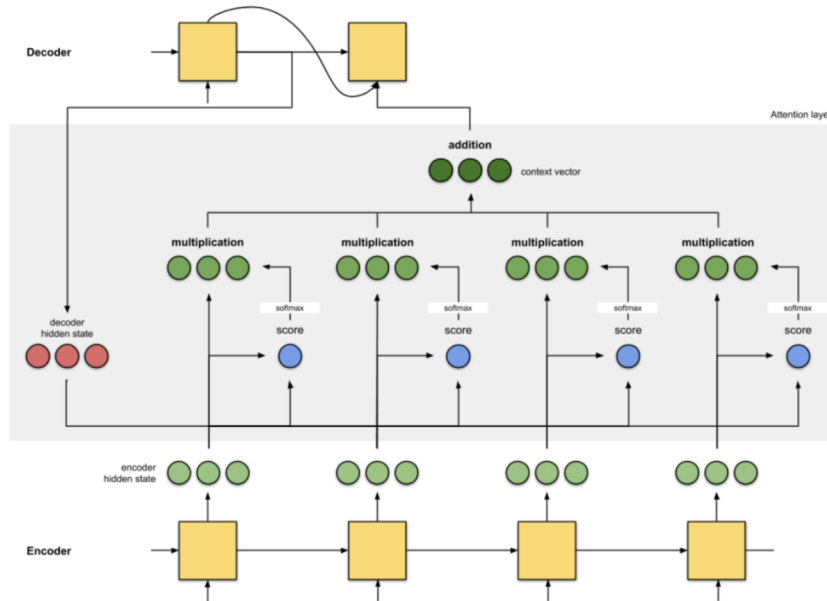 Decoder
Attention laye
addition
context vector
multiplication
multiplication
multiplication
multiplication
softmax
softmax
softmax
softmax
decoder
hidden state
score
score
score
score
encoder
hidden state
Encoder